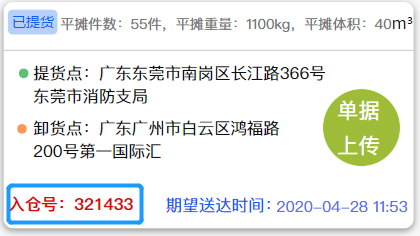 已提货 平摊件数：55件，平摊重量：1100kg，平摊体积：40m³
提货点：广东东莞市南岗区长江路366号
东莞市消防支局
卸货点：广东广州市白云区鸿福路
200号第一国际汇
单据
上传
入仓号：321433 期望送达时间：2020-04-28 11:53